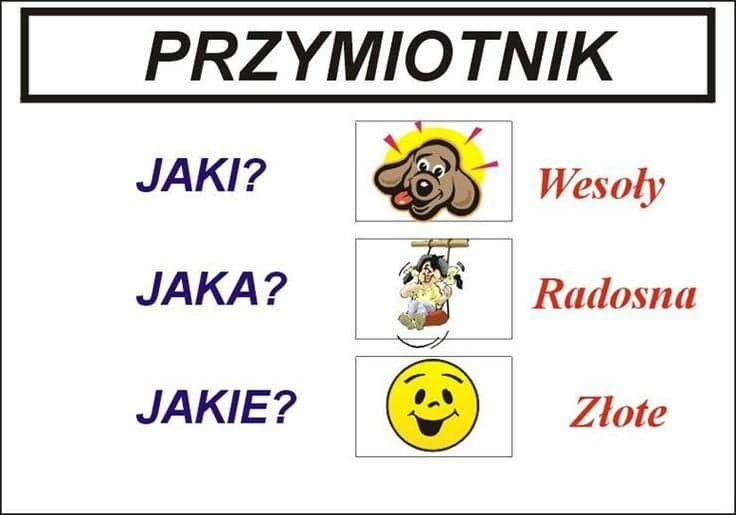 PRZYMIOTNIK
JAKI? Wesoły
JAKA? Radosna
JAKIE? Złote